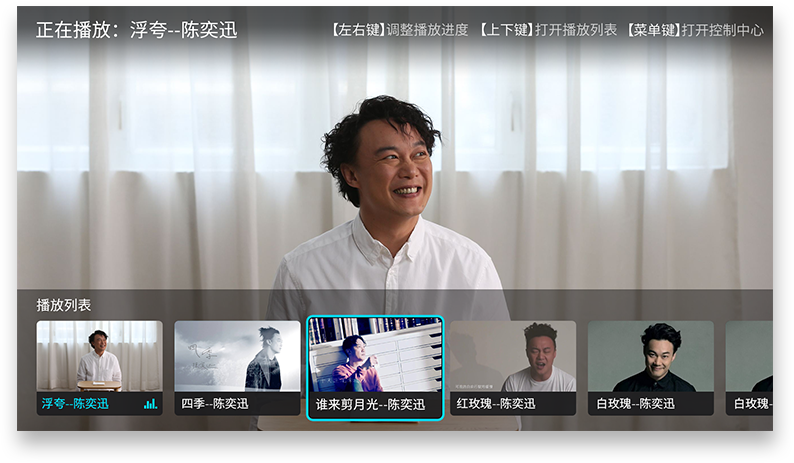 正在播放：浮夸--陈奕迅
【左右键】调整播放进度 【上下键】打开播放列表 【菜单键】打开控制中心
播放列表
浮夸--陈奕迅
四季--陈奕迅
谁来剪月光--陈奕迅
红玫瑰--陈奕迅
白玫瑰--陈奕迅
白玫瑰--陈